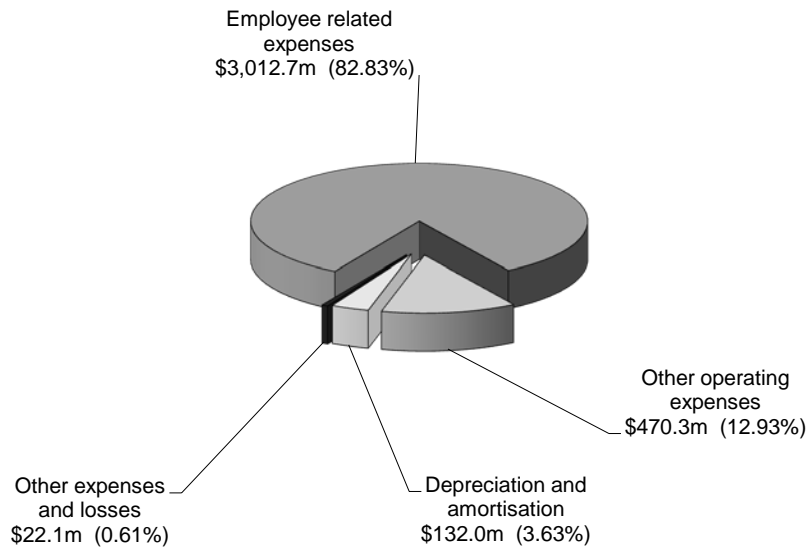 Employee related
expenses
$3,012.7m (82.83%)
Other operating
expenses
$470.3m (12.93%)
Other expenses
and losses
$22.1m (0.61%)
Depreciation and
amortisation
$132.0m (3.63%)